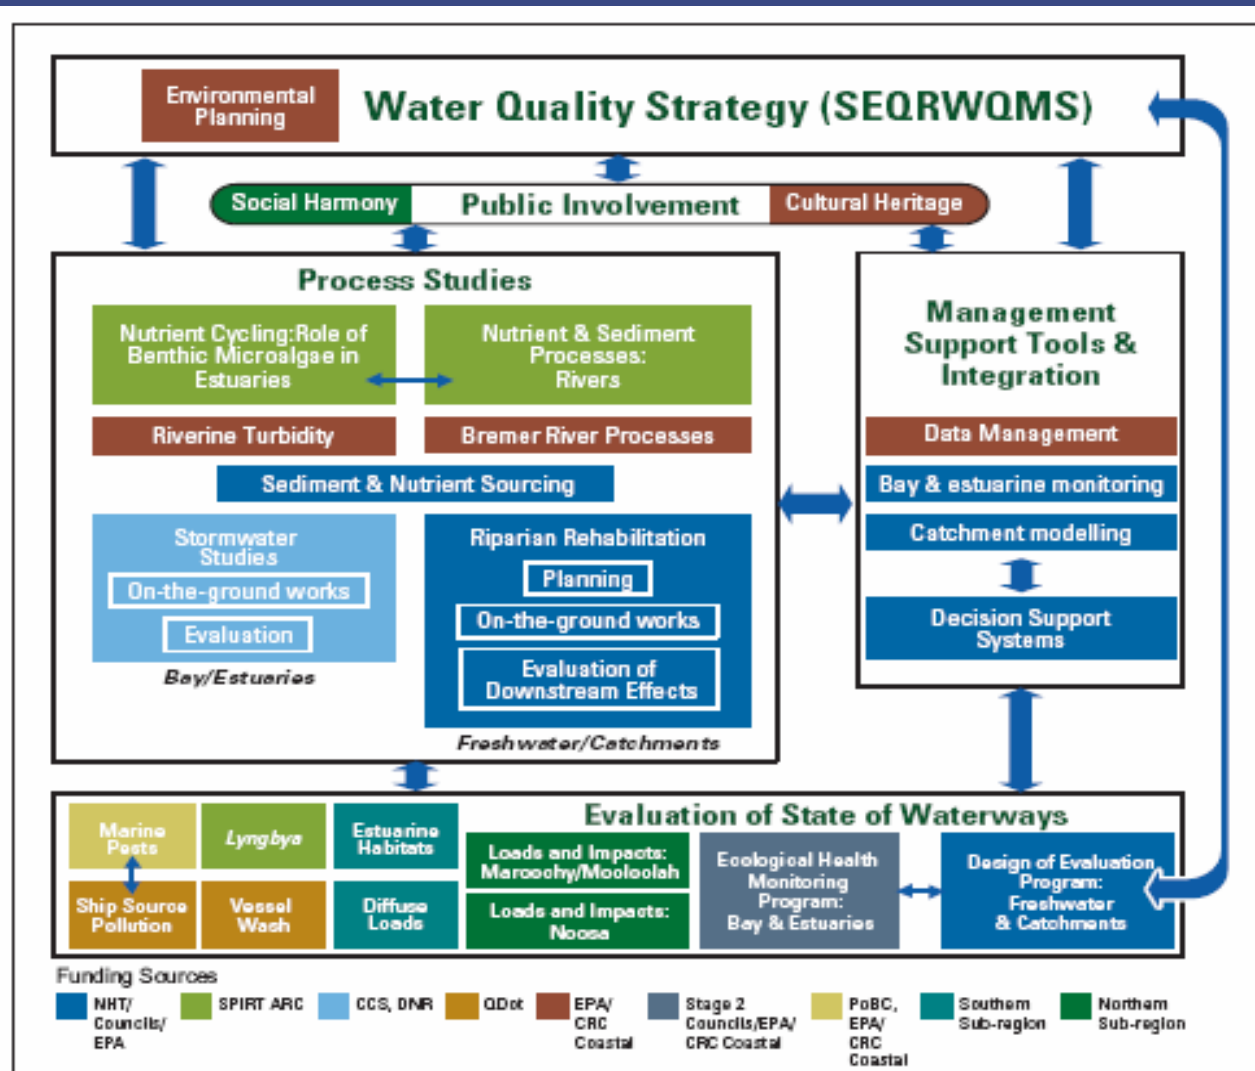 Environmental
Planning
Water Quality Strategy (SEQRWQMS)
Social Harmony
Public Involvement
Cultural Heritage
Process Studies
Nutrient Cycling:Role of
Benthic Microalgae in
Estuaries
Nutrient & Sediment
Processes:
Rivers
Riverine Turbidity
Bremer River Processes
Sediment & Nutrient Sourcing
Stormwater
Studies
On-the-ground works
Evaluation
Bay/Estuaries
Riparian Rehabilitation
Planning
On-the-ground works
Evaluation of
Downstream Effects
Freshwater/Catchments
Management
Support Tools &
Integration
Data Management
Bay & estuarine monitoring
Catchment modelling
Decision Support
Systems
Evaluation of State of Waterways
Marine
Pests
Lyngbya
Estuarine
Habitats
Ship Source
Pollution
Vessel
Wash
Diffuse
Loads
Loads and Impacts:
Maroochy/Mooloolah
Loads and Impacts:
Noosa
Ecological Health
Monitoring
Program:
Bay & Estuaries
Design of Evaluation
Program:
Freshwater
& Catchments
Funding Sources
NHT/
Councils/
EPA
SPIRT ARC
CCS, DNR
QDot
EPA/
CRC
Coastal
Stage 2
Councils/EPA/
CRC Coastal
PoBC,
EPA/
CRC
Coastal
Southern
Sub-region
Northern
Sub-region